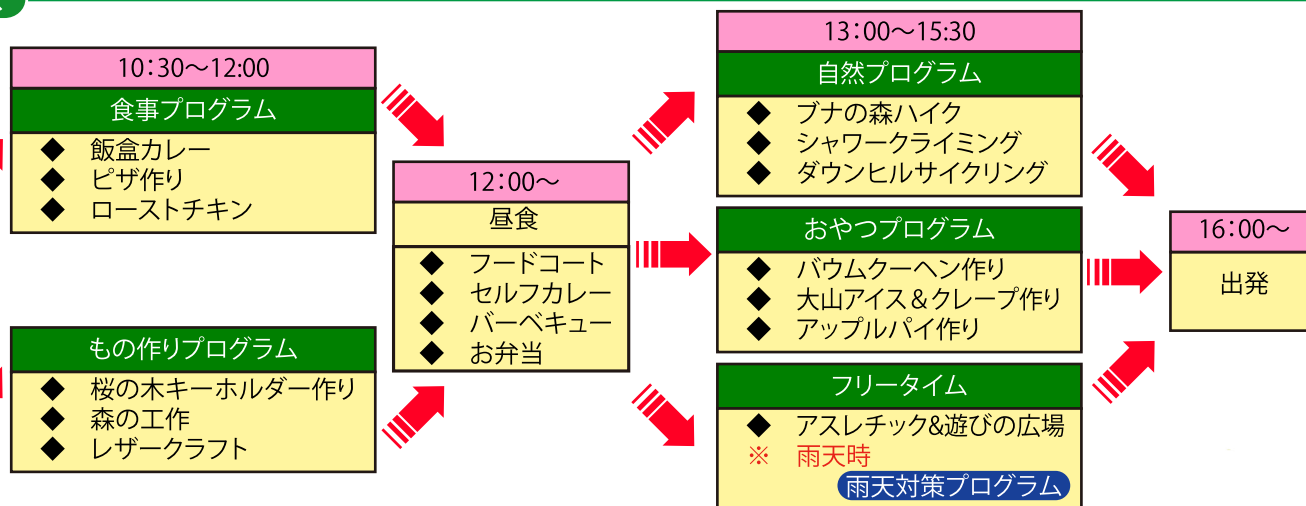 10：30～12:00
食事プログラム
◆ 飯盒カレー
◆ ピザ作り
◆ ローストチキン
もの作りプログラム
◆ 桜の木キーホルダー作り
◆ 森の工作
◆ レザークラフト
12：00～
昼食
◆ フードコート
◆ セルフカレー
◆ バーベキュー
◆ お弁当
13：00～15:30
自然プログラム
◆ ブナの森ハイク
◆ シャワークライミング
◆ ダウンヒルサイクリング
おやつプログラム
◆ バウムクーヘン作り
◆ 大山アイス＆クレープ作り
◆ アップルパイ作り
フリータイム
◆ アスレチック&遊びの広場
※ 雨天時
雨天対策プログラム
16：00～
出発